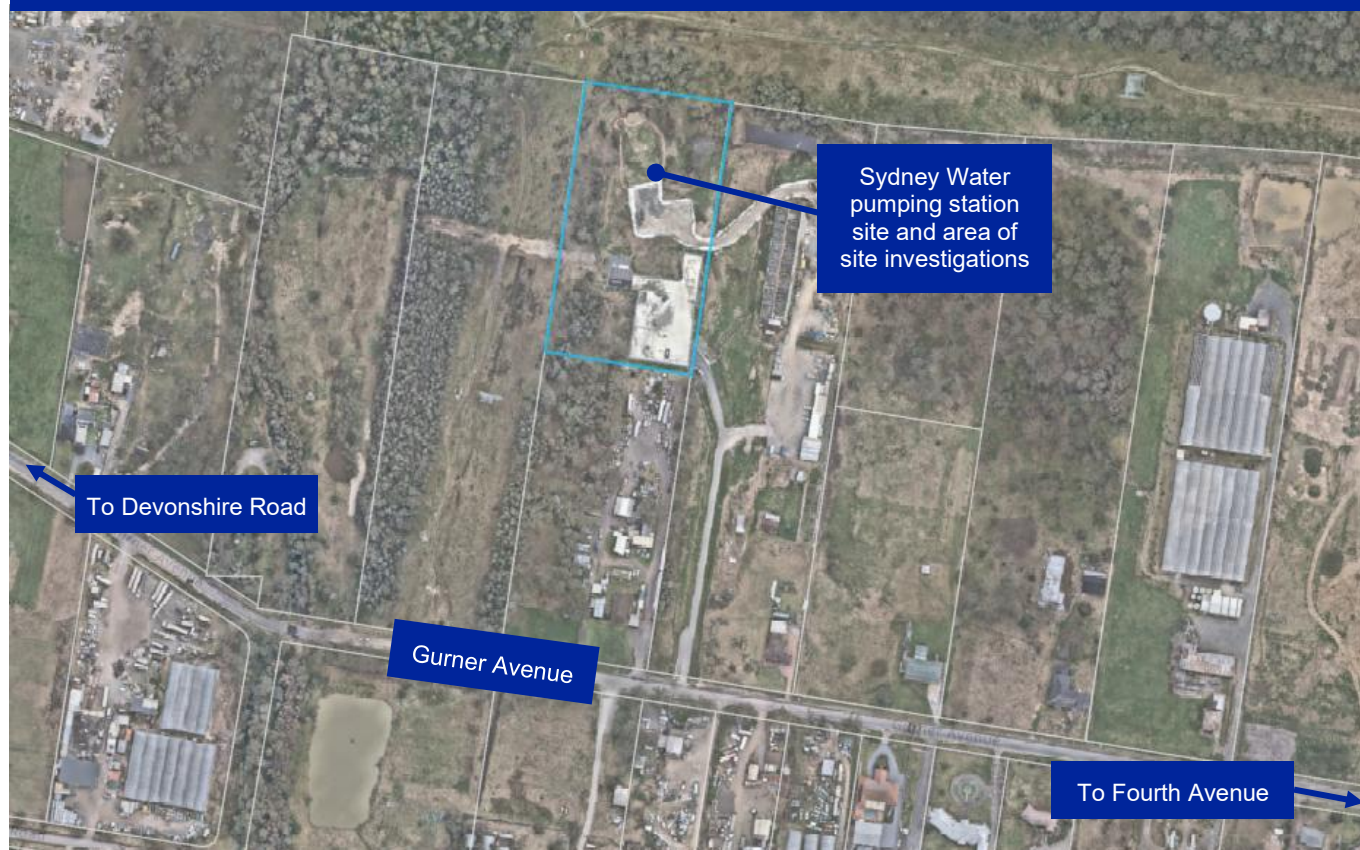 Sydney Water
pumping station
site and area of
site investigations
To Devonshire Road
Gurner Avenue
To Fourth Avenue